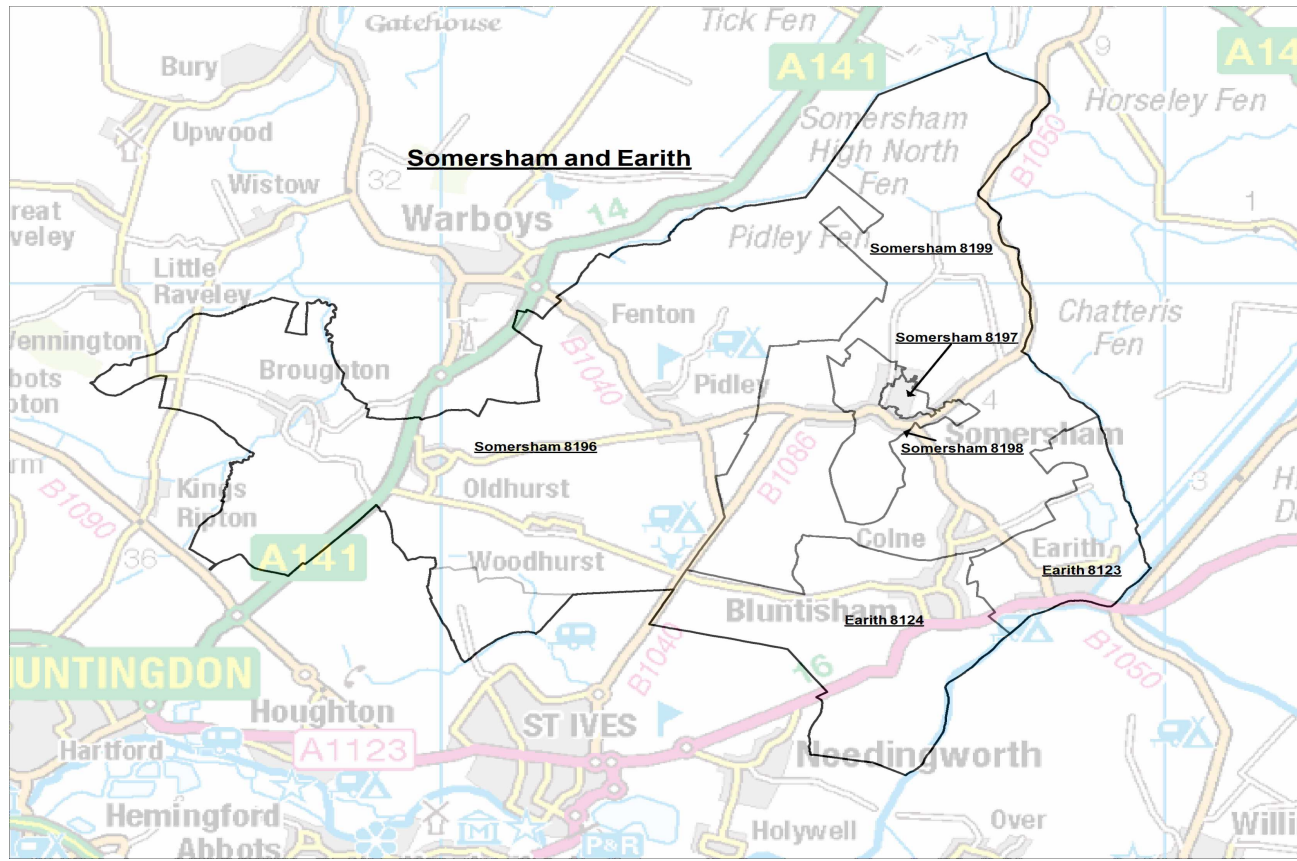 Gatehouse
Tick Fen
9
A141
Bury
Horseley Fen
Upwood
Somersham
High North
Fen
B1050
Somersham and Earith
Wistow
32
1
Warboys
14
Pidley Fen
Somersham 8199
Little
Raveley
Fenton
Chatteris
Fen
Somersham 8197
Broughton
B1040
Pidley
4
Somersham
Somersham 8196
Somersham 8198
B1086
3
B1090
Kings
Ripton
Oldhurst
Colne
Earith
36
A141
Woodhurst
Earith 8123
Bluntisham
Earith 8124
B1040
16
B1050
HUNTINGDON
Houghton
ST IVES
A1123
Hartford
Needingworth
Hemingford
Abbots
Holywell
Over
P&R